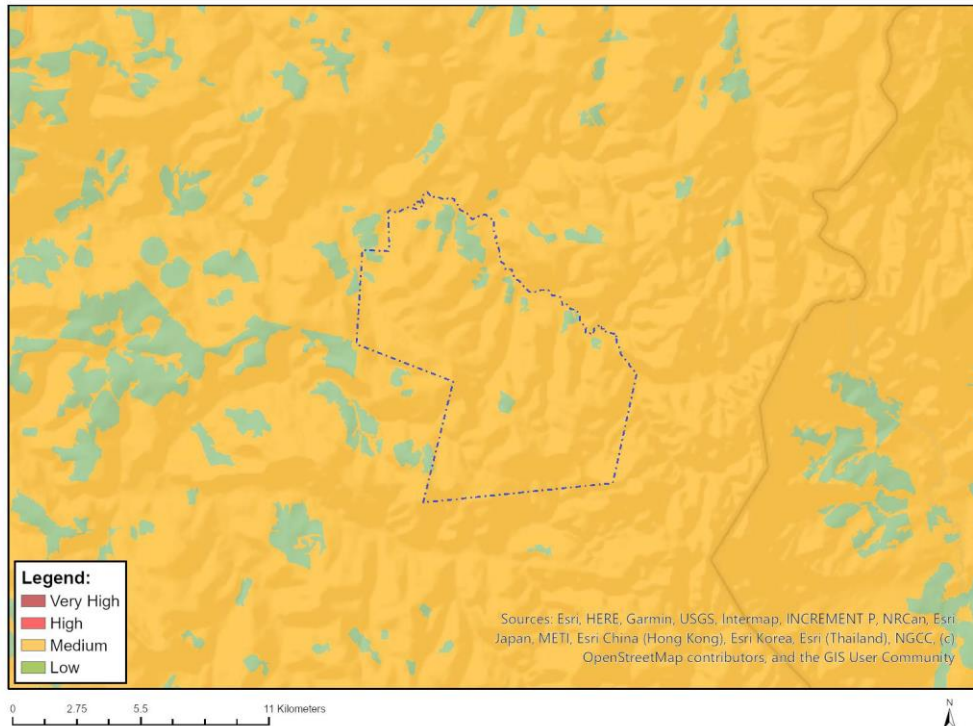 Legend:
Very High
High
Medium
Low
Sources: Esri, HERE, Garmin, USGS, Intermap, INCREMENT P, NRCan, Esri
Japan, METI, Esri China (Hong Kong), Esri Korea, Esri (Thailand), NGCC, (c)
OpenStreetMap contributors, and the GIS User Community
0 2.75 5.5 11 Kilometers
N